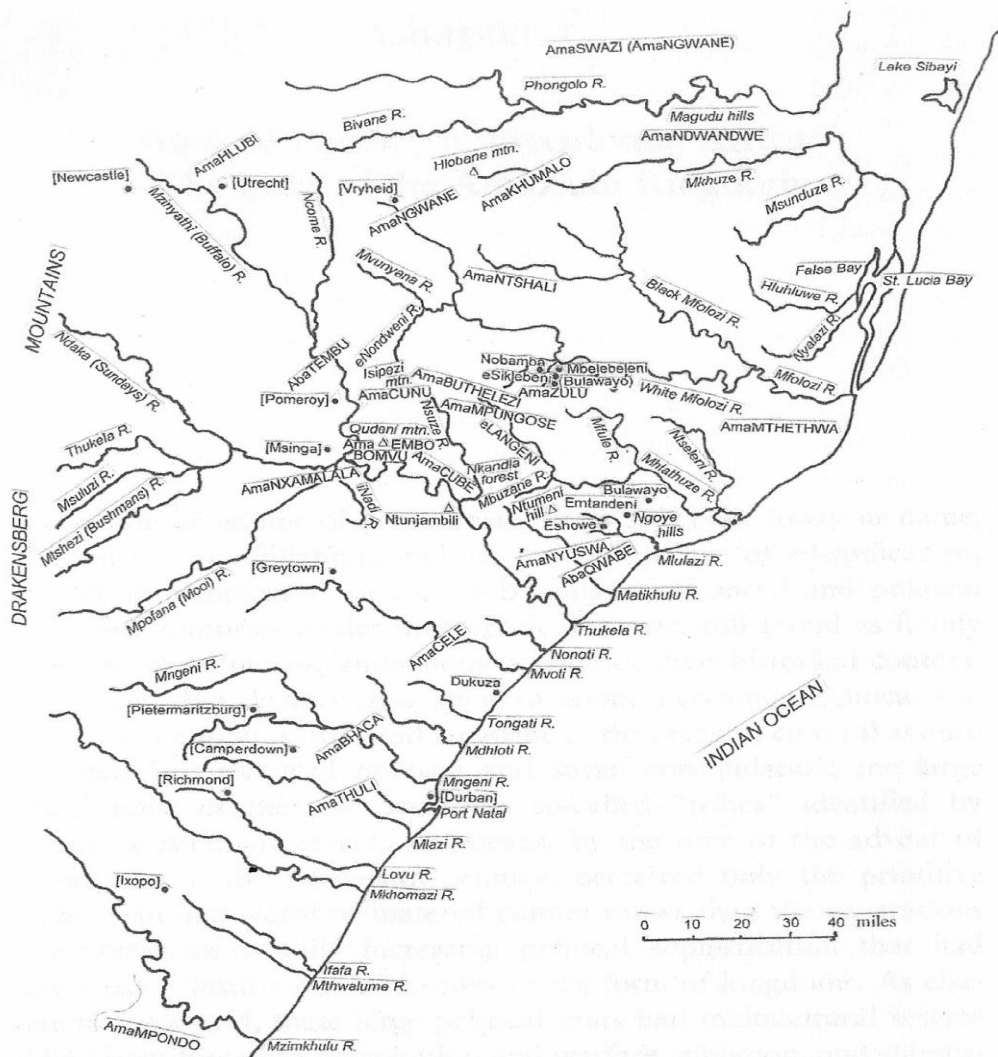 AmaSWAZI (AmaNGWANE)
Lake Sibayi
Phongolo R.
Bivane R.
Magudu hills
AmaNDWANDWE
AmaHLUBI
Hlobane mtn.
[Newcastle]
[Utrecht]
[Vryheid]
AmaKHUMALO
Mkhuze R.
AmaNGWANE
Msunduze R.
Mzinyathi (Buffalo) R.
Ncome R.
Mvunyana R.
AmaNTSHALI
False Bay
St. Lucia Bay
Hluhluwe R.
Black Mfolozi R.
MOUNTAINS
Nyalazi R.
Ndaka (Sundays) R.
AbaTEMBU
eNondweni R.
Nobamba
Mbelebeleni
Isipezi
mtn.
eSiklebeni
(Bulawayo)
Mfolozi R.
AmaBUTHELEZI
AmaZULU
White Mfolozi R.
[Pomeroy]
AmaCUNU
Nsuze R.
AmaMPUNGOSE
AmaMTHETHWA
Qudeni mtn.
eLANGENI
Mfule R.
Nseleni R.
Thukela R.
[Msinga]
Ama
EMBO
BOMVU
AmaCUBE
Nkandla
forest
Mhlathuze R.
Msuluzi R.
AmaNXAMALALA
Mbuzane R.
Bulawayo
Mtshezi (Bushmans) R.
iNadi R.
Ntunjambili
Ntumeni
hill
Emtandeni
Ngoye
hills
Eshowe
DRAKENSBERG
AmaNYUSWA
Mlulazi R.
[Greytown]
AbaQWABE
Matikhulu R.
Mpofana (Mooi) R.
Thukela R.
AmaCELE
Nonoti R.
Mvoti R.
Mngeni R.
Dukuza
[Pietermaritzburg]
Tongati R.
INDIAN OCEAN
AmaBHACA
Mdhloti R.
[Camperdown]
[Richmond]
AmaTHULI
Mngeni R.
[Durban]
Port Natal
Mlazi R.
Lovu R.
[Ixopo]
Mkhomazi R.
0 10 20 30 40 miles
Ifafa R.
Mthwalume R.
AmaMPONDO
Mzimkhulu R.